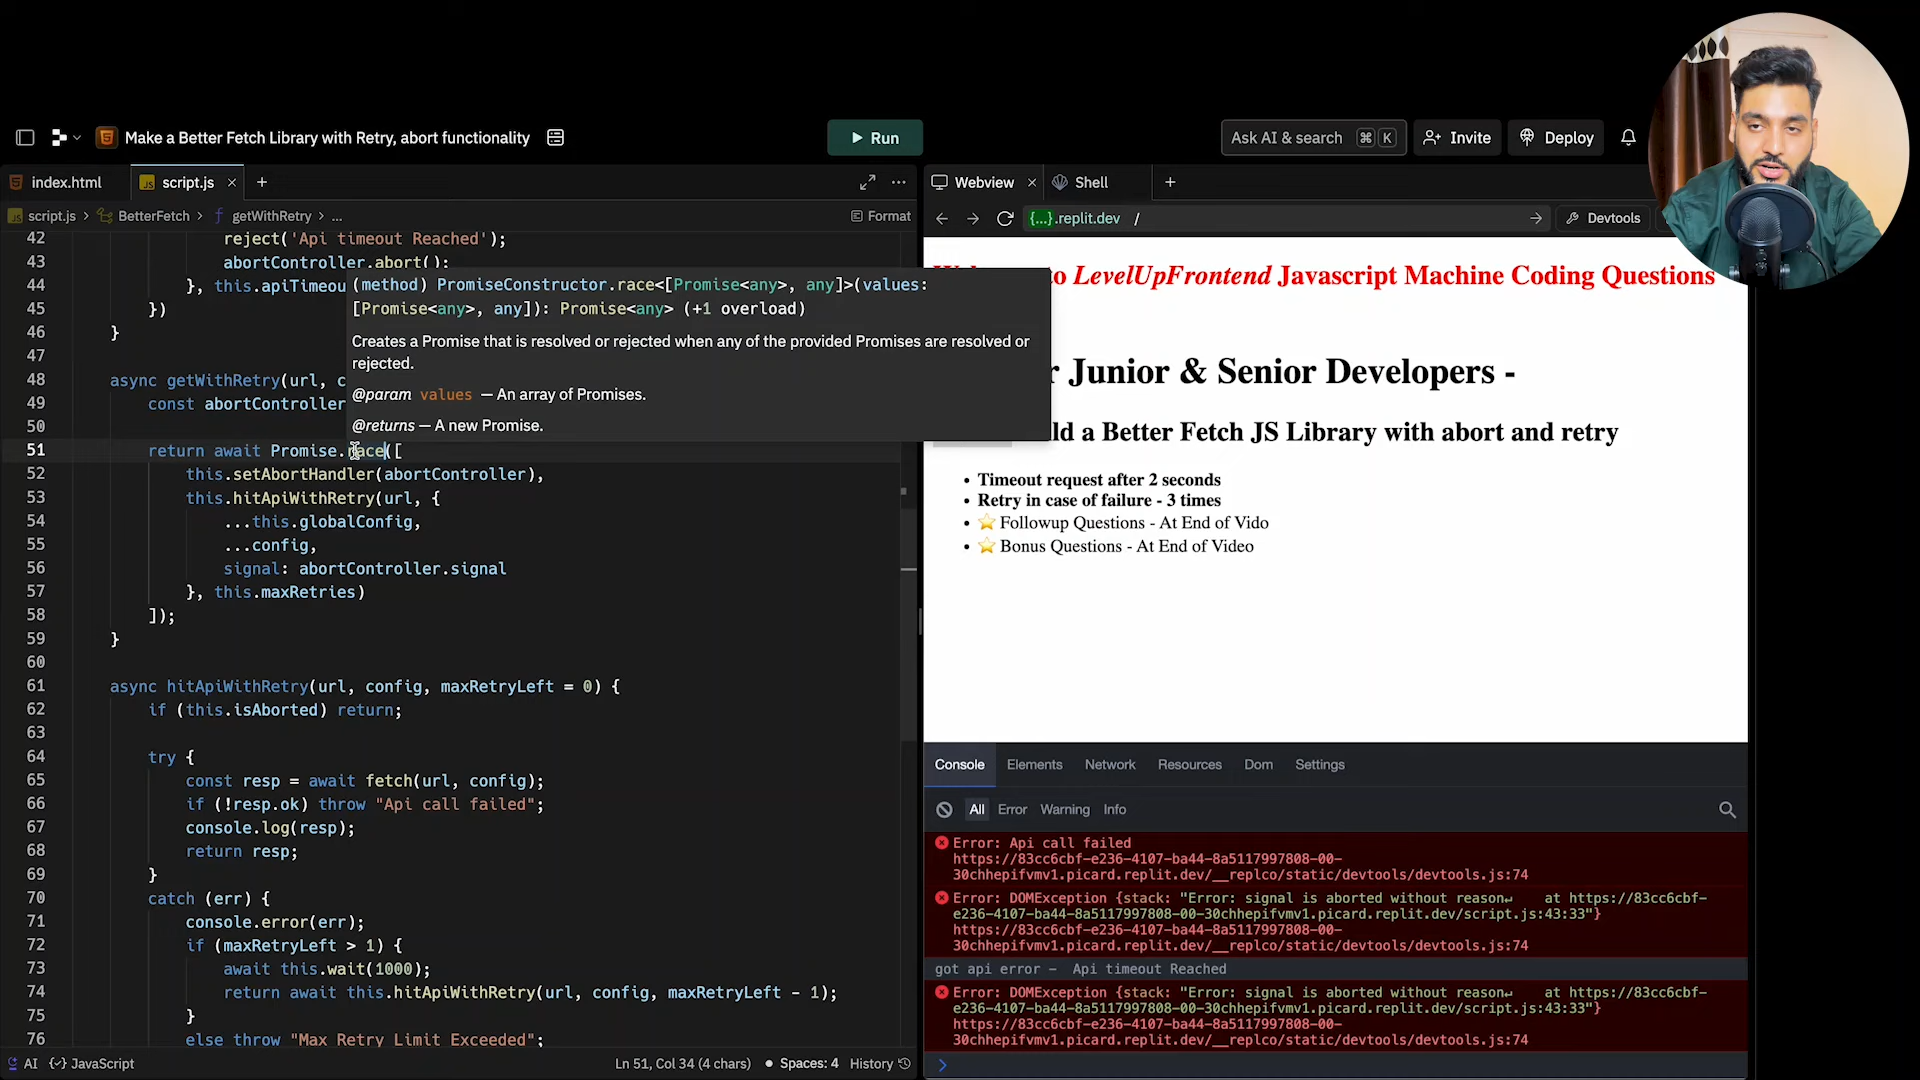 Make a Better Fetch Library with Retry, abort functionality
Run
Ask AI & search
⌘ K
Invite
Deploy
index.html
JS script.js × +
Webview ×
Shell
+
JS script.js > BetterFetch > getWithRetry > ...
Format
{...}.replit.dev /
Devtools
42 reject('Api timeout Reached');
43 abortController.abort();
44 }, this.apiTimeou
45 })
46 }
47
48 async getWithRetry(url, c
49 const abortController
50
51 return await Promise.race([
52 this.setAbortHandler(abortController),
53 this.hitApiWithRetry(url, {
54 ...this.globalConfig,
55 ...config,
56 signal: abortController.signal
57 }, this.maxRetries)
58 ]);
59 }
60
61 async hitApiWithRetry(url, config, maxRetryLeft = 0) {
62 if (this.isAborted) return;
63
64 try {
65 const resp = await fetch(url, config);
66 if (!resp.ok) throw "Api call failed";
67 console.log(resp);
68 return resp;
69 }
70 catch (err) {
71 console.error(err);
72 if (maxRetryLeft > 1) {
73 await this.wait(1000);
74 return await this.hitApiWithRetry(url, config, maxRetryLeft - 1);
75 }
76 else throw "Max Retry Limit Exceeded";
(method) PromiseConstructor.race<[Promise<any>, any]>(values:
[Promise<any>, any]): Promise<any> (+1 overload)
Creates a Promise that is resolved or rejected when any of the provided Promises are resolved or
rejected.
@param values — An array of Promises.
@returns — A new Promise.
to LevelUpFrontend Javascript Machine Coding Questions
r Junior & Senior Developers -
ld a Better Fetch JS Library with abort and retry
• Timeout request after 2 seconds
• Retry in case of failure - 3 times
• ⭐ Followup Questions - At End of Vido
• ⭐ Bonus Questions - At End of Video
Console Elements Network Resources Dom Settings
All Error Warning Info
Error: Api call failed
https://83cc6cbf-e236-4107-ba44-8a5117997808-00-
30chhepifvmv1.picard.replit.dev/__replco/static/devtools/devtools.js:74
Error: DOMException {stack: "Error: signal is aborted without reason↵ at https://83cc6cbf-
e236-4107-ba44-8a5117997808-00-30chhepifvmv1.picard.replit.dev/script.js:43:33"}
https://83cc6cbf-e236-4107-ba44-8a5117997808-00-
30chhepifvmv1.picard.replit.dev/__replco/static/devtools/devtools.js:74
got api error - Api timeout Reached
Error: DOMException {stack: "Error: signal is aborted without reason↵ at https://83cc6cbf-
e236-4107-ba44-8a5117997808-00-30chhepifvmv1.picard.replit.dev/script.js:43:33"}
https://83cc6cbf-e236-4107-ba44-8a5117997808-00-
30chhepifvmv1.picard.replit.dev/__replco/static/devtools/devtools.js:74
AI {✓} JavaScript
Ln 51, Col 34 (4 chars) • Spaces: 4 History